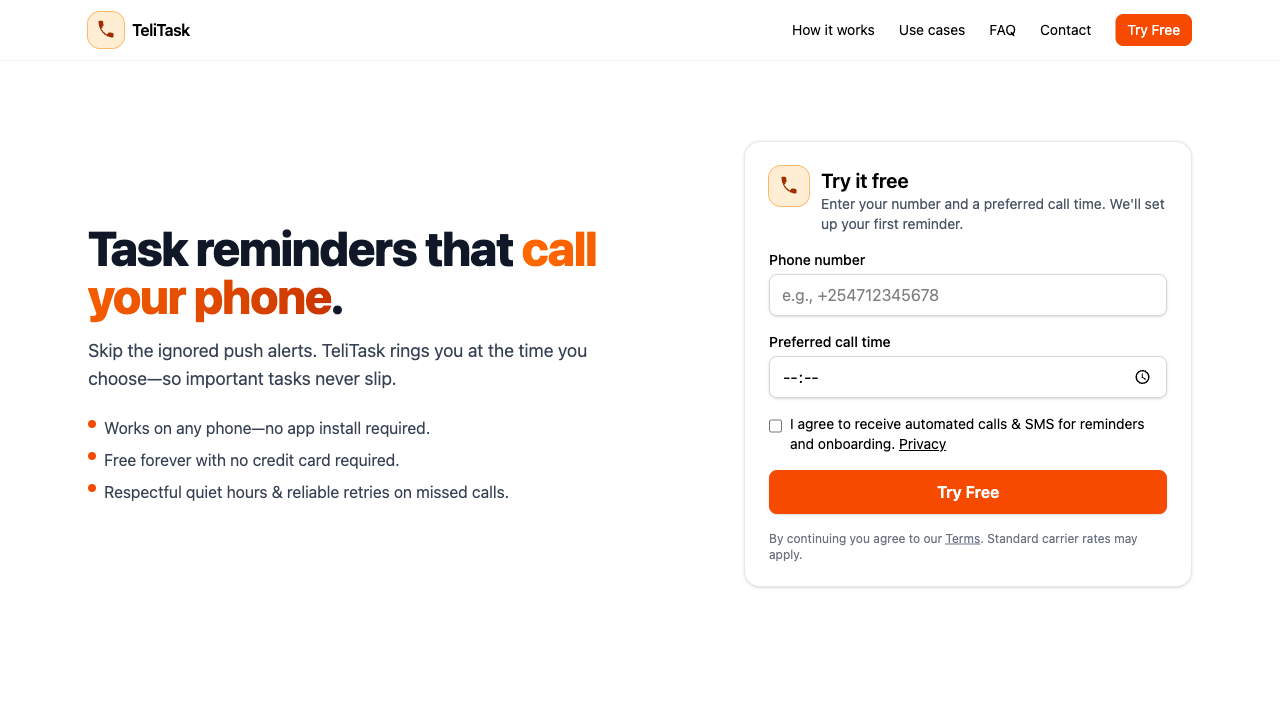 TeliTask
How it works
Use cases
FAQ
Contact
Try Free
Task reminders that call
your phone.
Skip the ignored push alerts. TeliTask rings you at the time you
choose—so important tasks never slip.
Works on any phone—no app install required.
Free forever with no credit card required.
Respectful quiet hours & reliable retries on missed calls.
Try it free
Enter your number and a preferred call time. We'll set
up your first reminder.
Phone number
e.g., +254712345678
Preferred call time
--:--
I agree to receive automated calls & SMS for reminders
and onboarding. Privacy
Try Free
By continuing you agree to our Terms. Standard carrier rates may
apply.